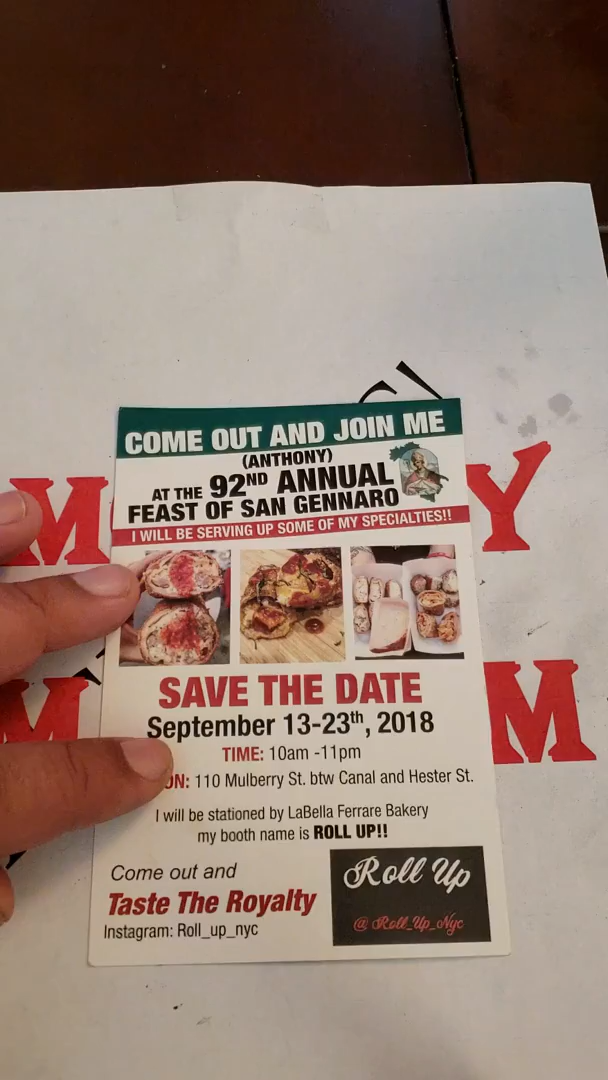 COME OUT AND JOIN ME
(ANTHONY)
AT THE 92ND ANNUAL
FEAST OF SAN GENNARO
I WILL BE SERVING UP SOME OF MY SPECIALTIES!!
SAVE THE DATE
September 13-23th, 2018
TIME: 10am -11pm
ON: 110 Mulberry St. btw Canal and Hester St.
I will be stationed by LaBella Ferrare Bakery
my booth name is ROLL UP!!
Come out and
Taste The Royalty
Instagram: Roll_up_nyc
Roll Up
@ Roll_Up_Nyc
M
Y
M
M